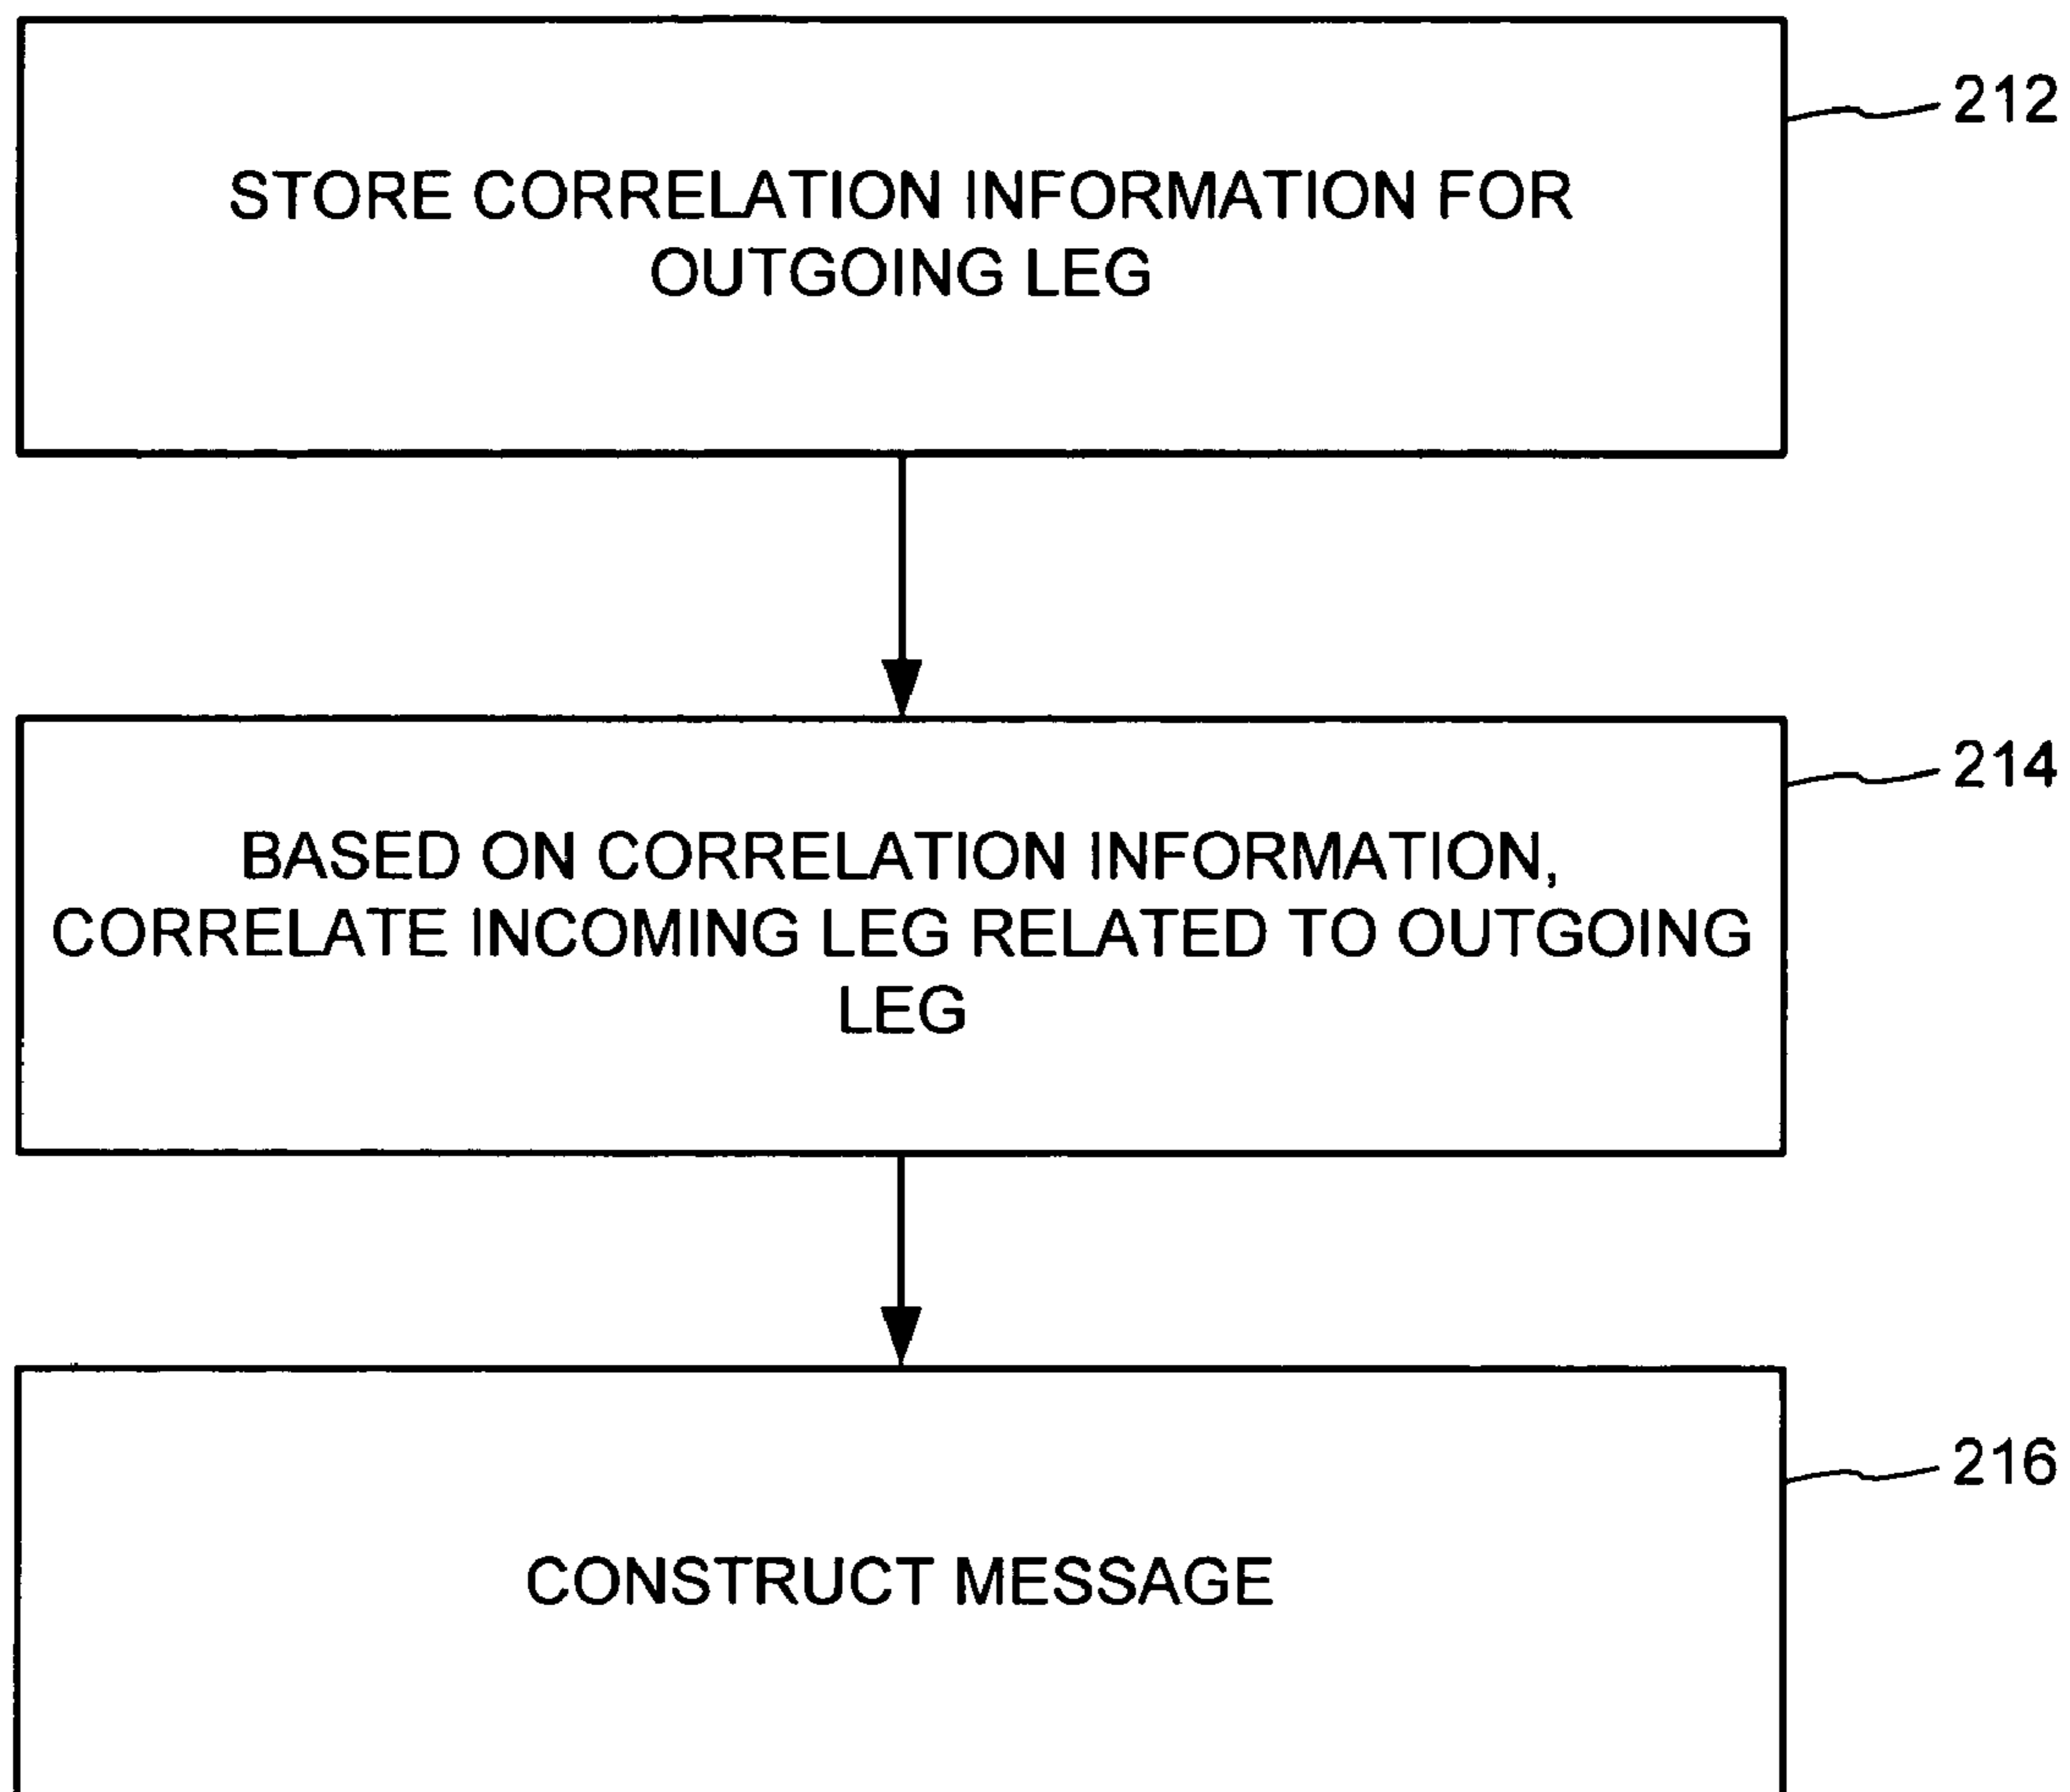 212
STORE CORRELATION INFORMATION FOR
OUTGOING LEG
214
BASED ON CORRELATION INFORMATION,
CORRELATE INCOMING LEG RELATED TO OUTGOING
LEG
216
CONSTRUCT MESSAGE